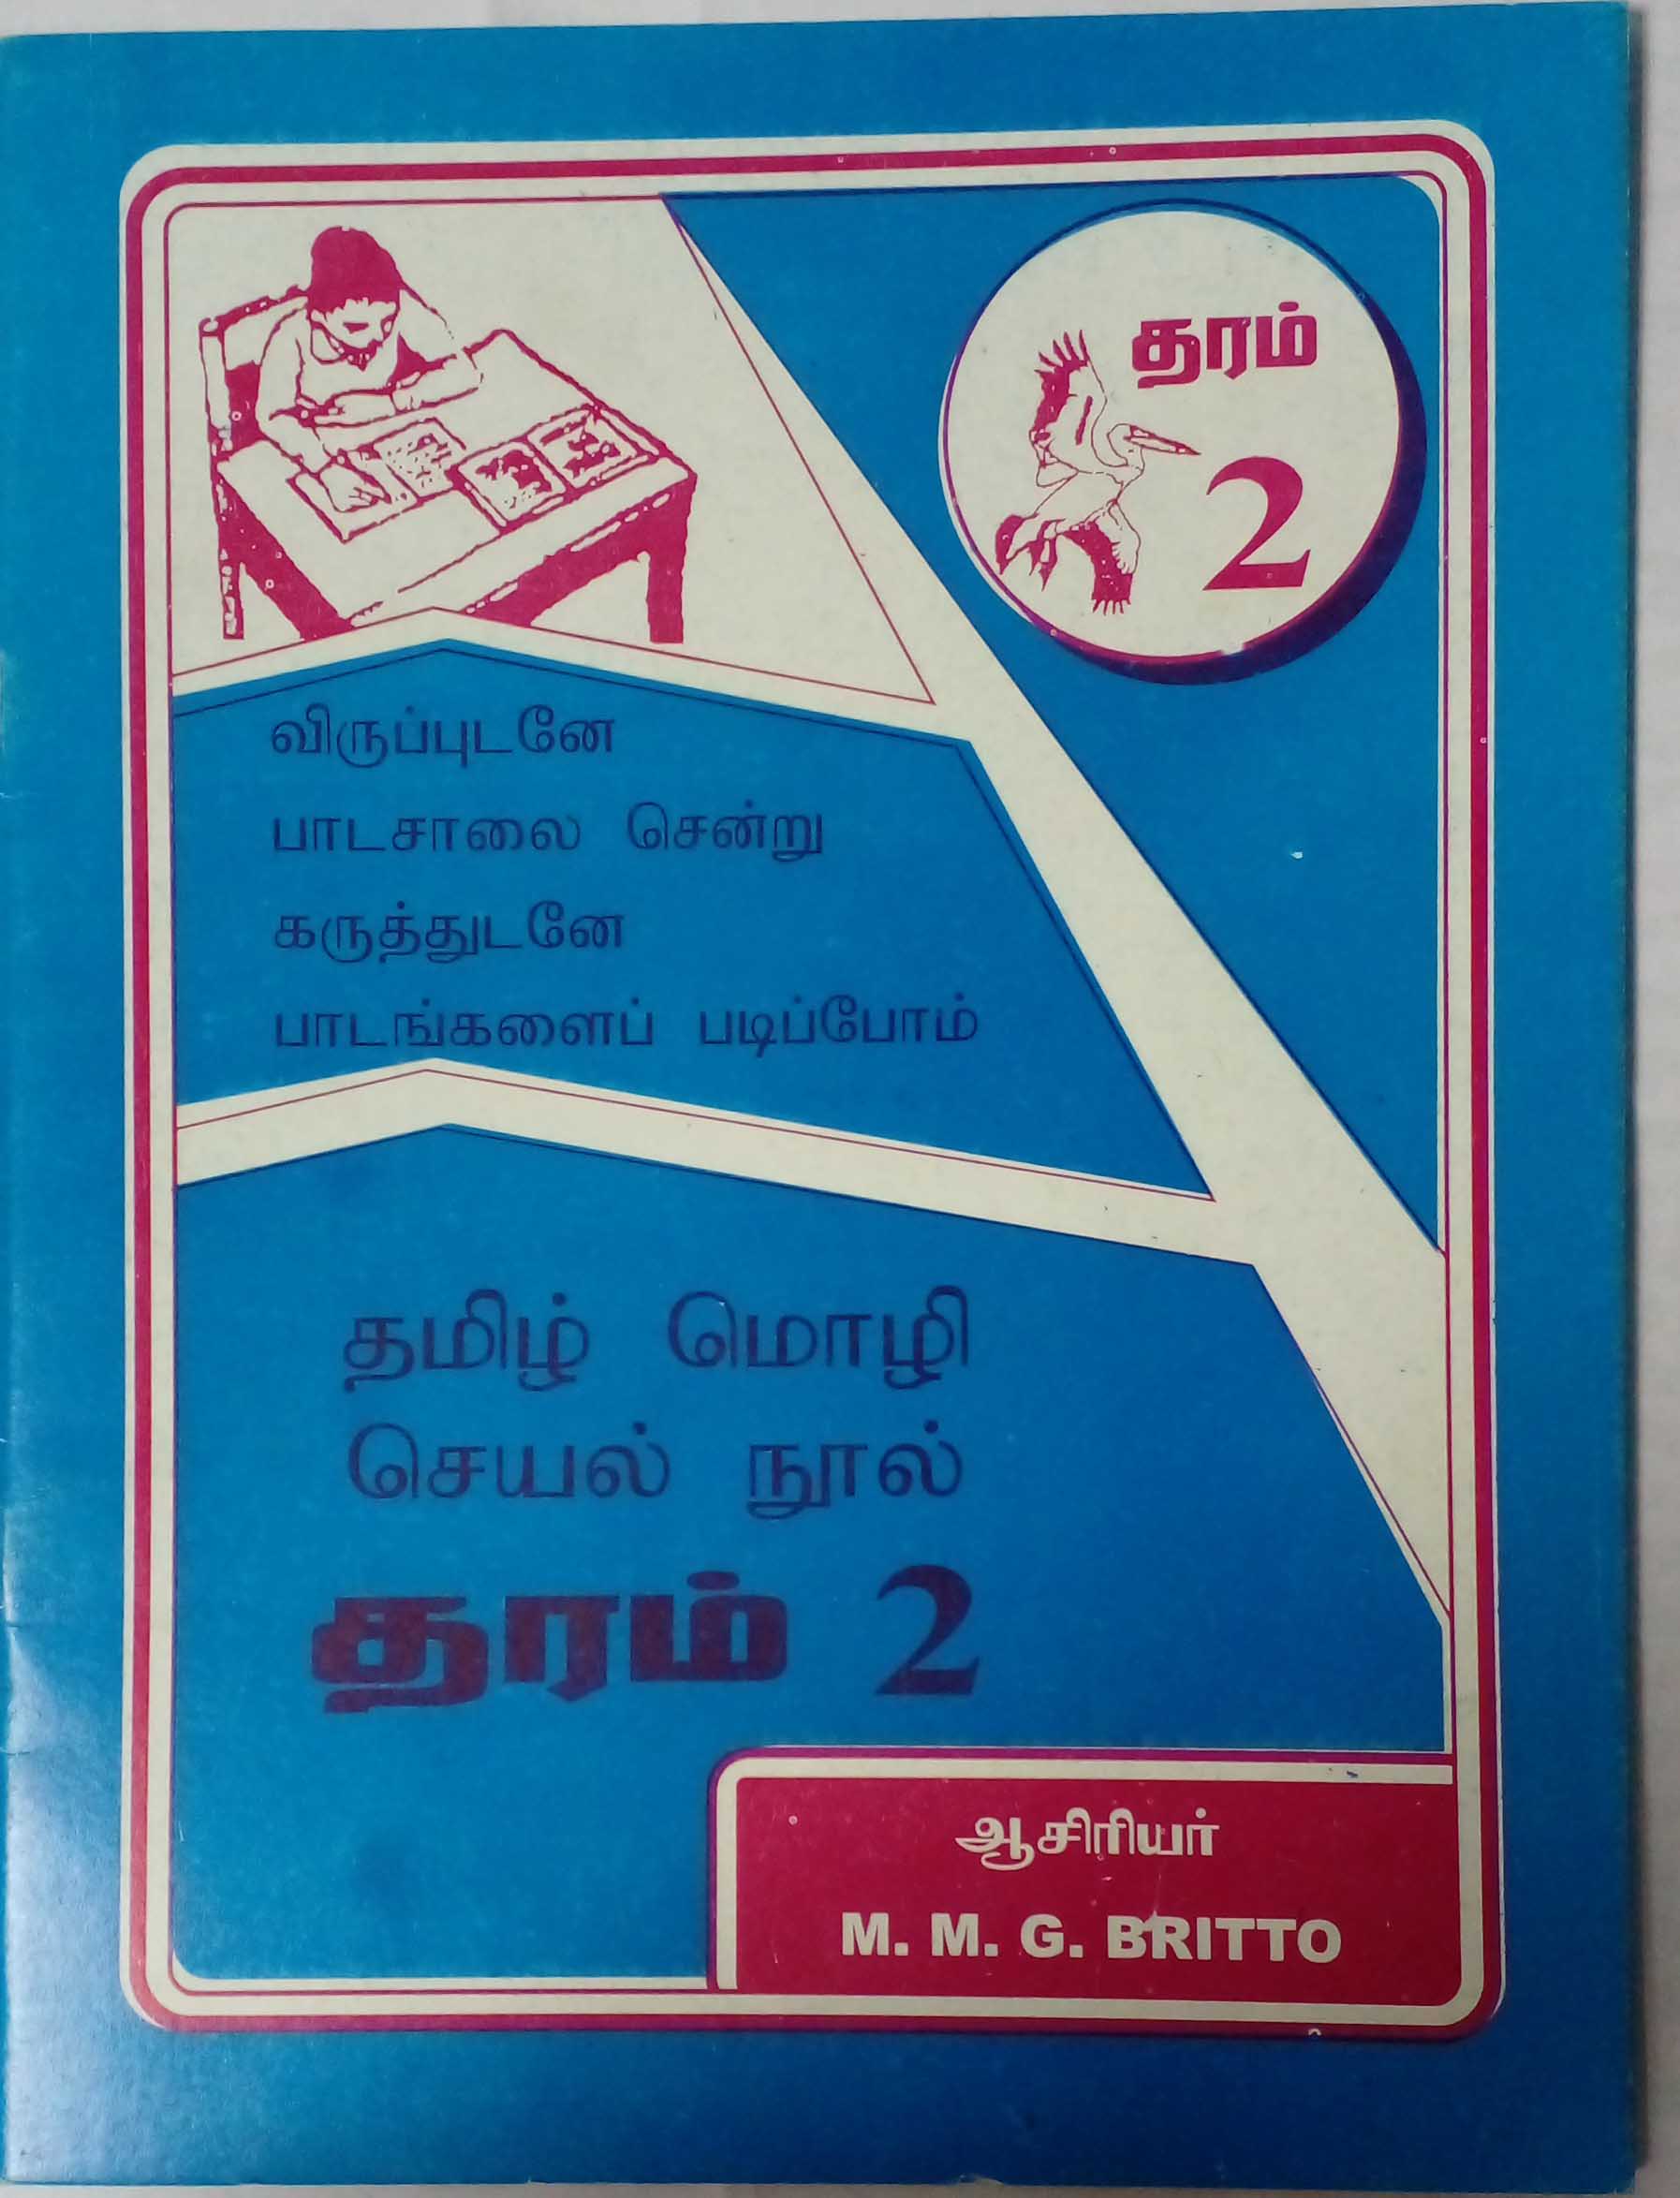 தரம்
2
விருப்புடனே
பாடசாலை சென்று
கருத்துடனே
பாடங்களைப் படிப்போம்
தமிழ் மொழி
செயல் நூல்
தரம் 2
ஆசிரியர்
M. M. G. BRITTO